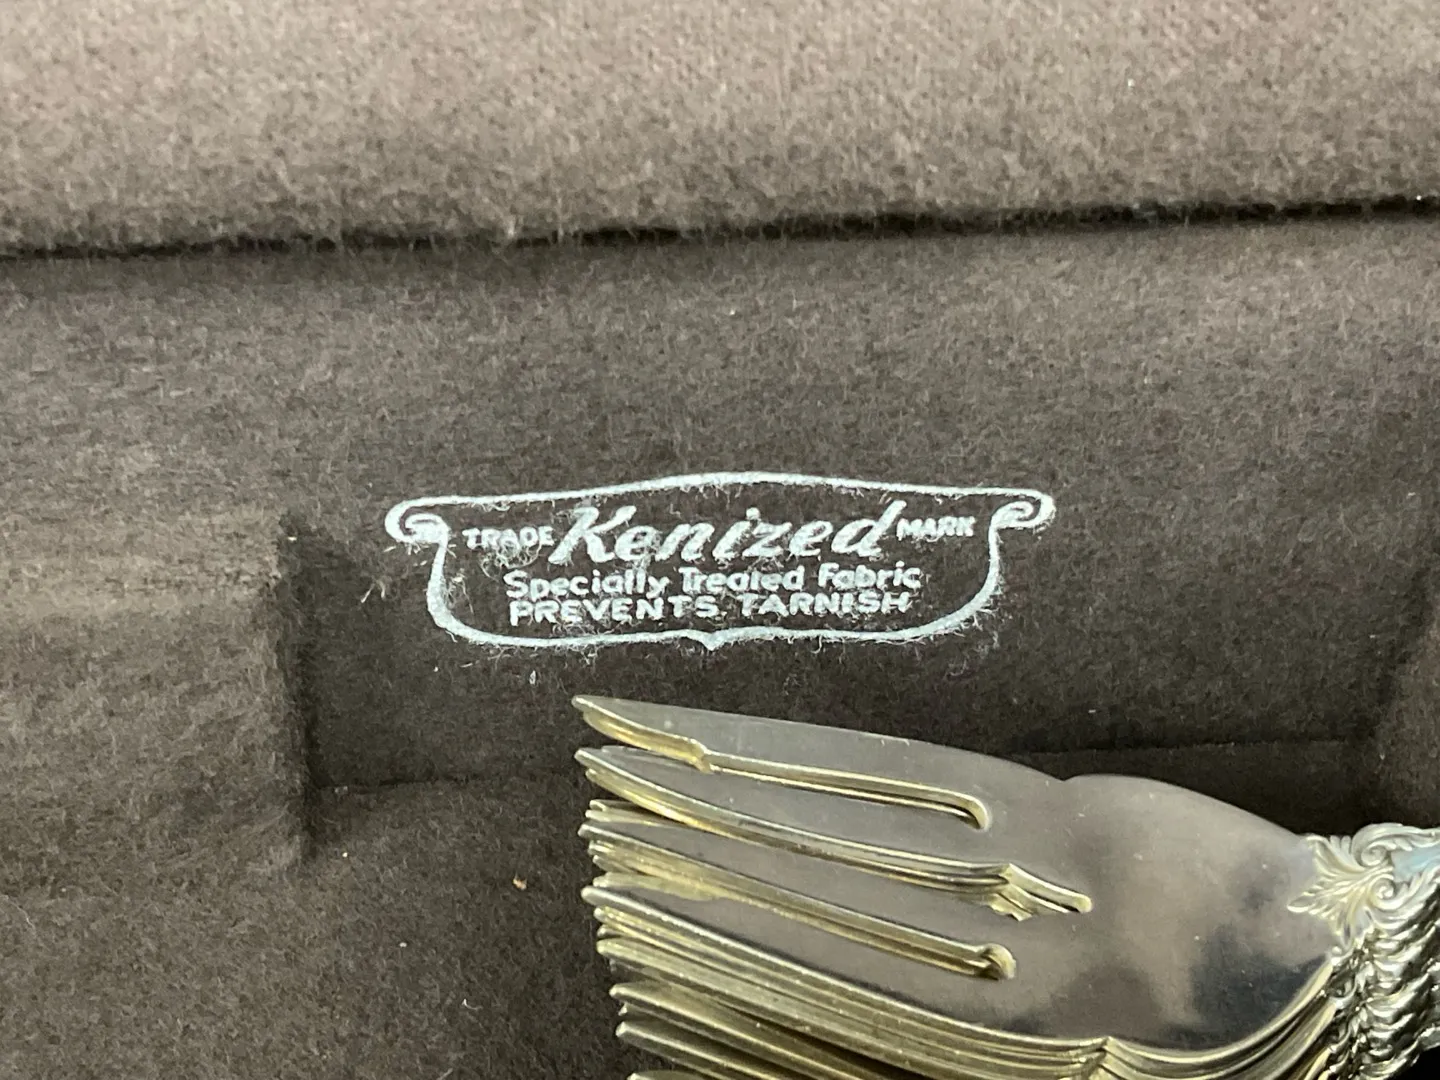 TRADE Kenized MARK
Specially Treated Fabric
PREVENTS TARNISH